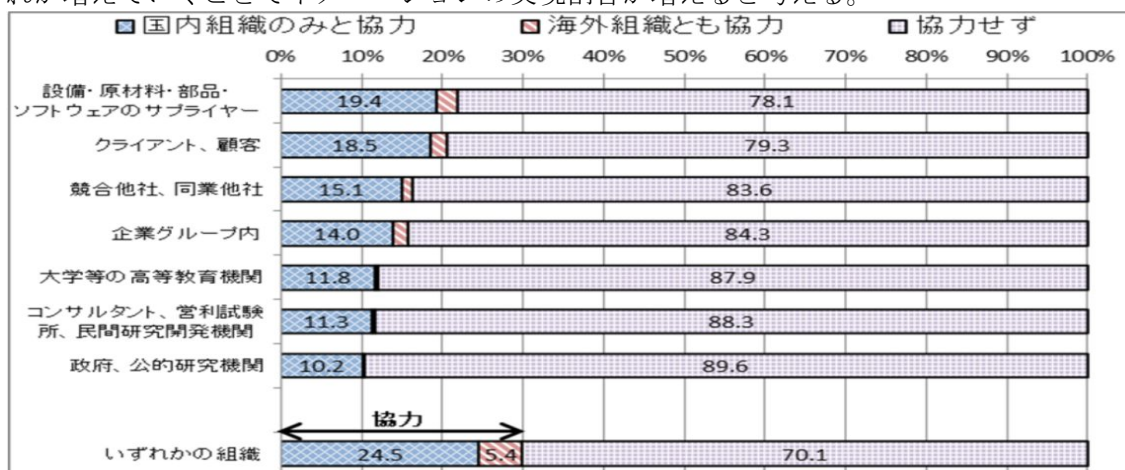 国内組織のみと協力 海外組織とも協力 協力せず
0% 10% 20% 30% 40% 50% 60% 70% 80% 90% 100%
設備・原材料・部品・
ソフトウェアのサプライヤー
19.4 78.1
クライアント、顧客 18.5 79.3
競合他社、同業他社 15.1 83.6
企業グループ内 14.0 84.3
大学等の高等教育機関 11.8 87.9
コンサルタント、営利試験
所、民間研究開発機関
11.3 88.3
政府、公的研究機関 10.2 89.6
協力
いずれかの組織 24.5 5.4 70.1